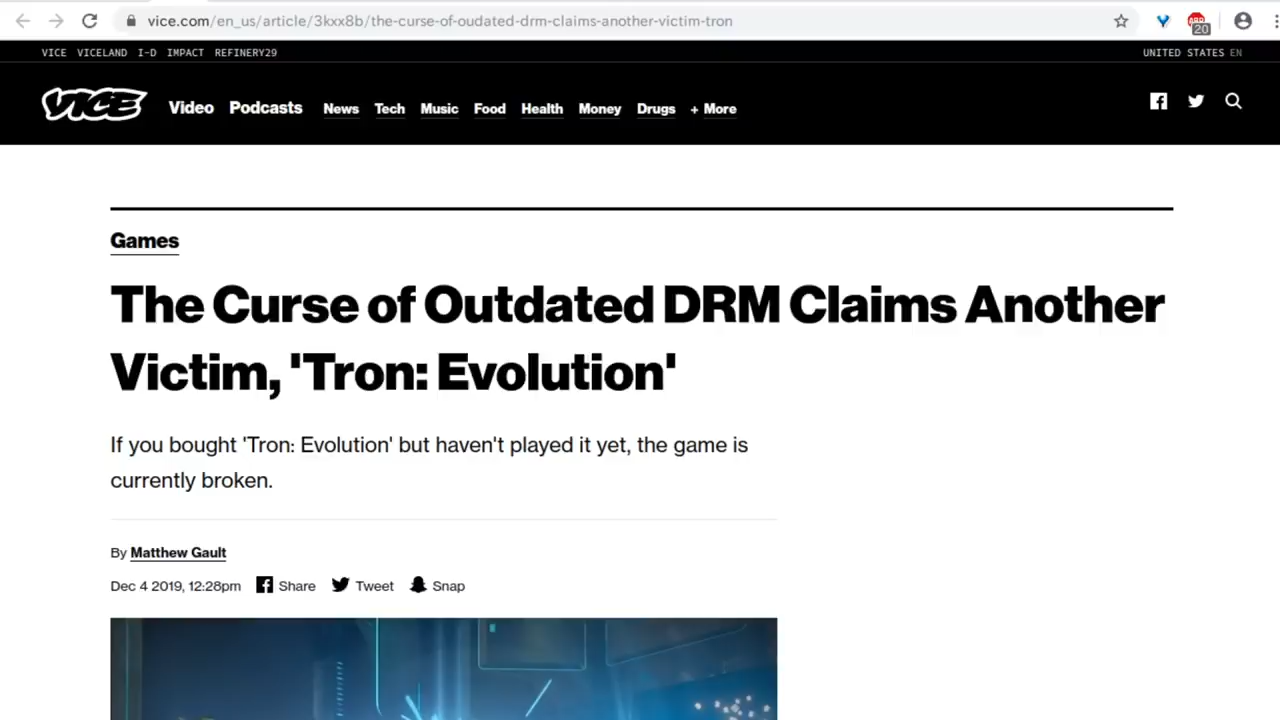 vice.com/en_us/article/3kxx8b/the-curse-of-oudated-drm-claims-another-victim-tron
ABP
20
VICE VICELAND I-D IMPACT REFINERY29
UNITED STATES EN
VICE Video Podcasts News Tech Music Food Health Money Drugs + More
Games
The Curse of Outdated DRM Claims Another
Victim, 'Tron: Evolution'
If you bought 'Tron: Evolution' but haven't played it yet, the game is
currently broken.
By Matthew Gault
Dec 4 2019, 12:28pm Share Tweet Snap